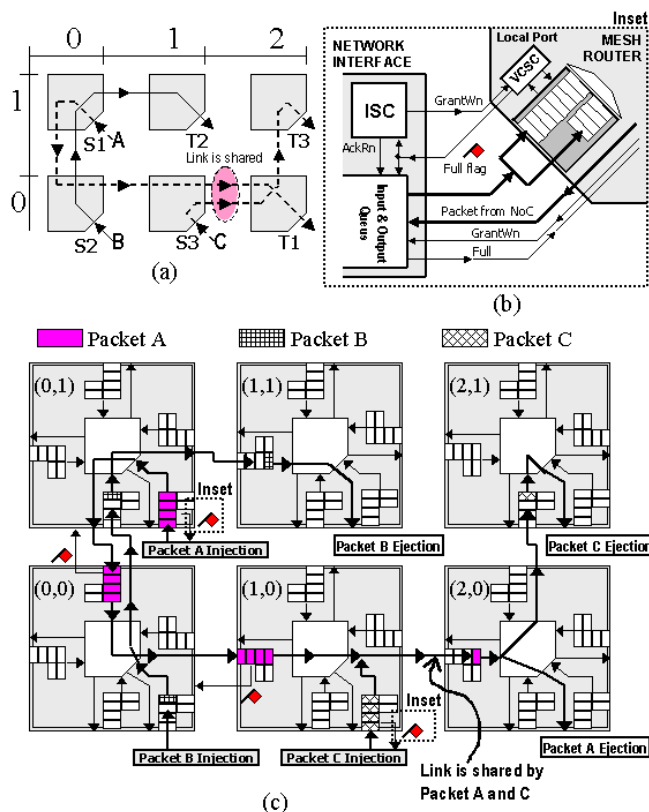 0
1
2
1
0
S1
A
T2
T3
Link is shared
S2
B
S3
C
T1
(a)
Inset
NETWORK
INTERFACE
Local Port
MESH
ROUTER
VCSC
ISC
GrantWn
AckRn
Full flag
Input & Output
Queus
Packet from NoC
GrantWn
Full
(b)
Packet A
Packet B
Packet C
(0,1)
(1,1)
(2,1)
Inset
Packet A Injection
Packet B Ejection
Packet C Ejection
(0,0)
(1,0)
(2,0)
Inset
Packet B Injection
Packet C Injection
Packet A Ejection
Link is shared by
Packet A and C
(c)